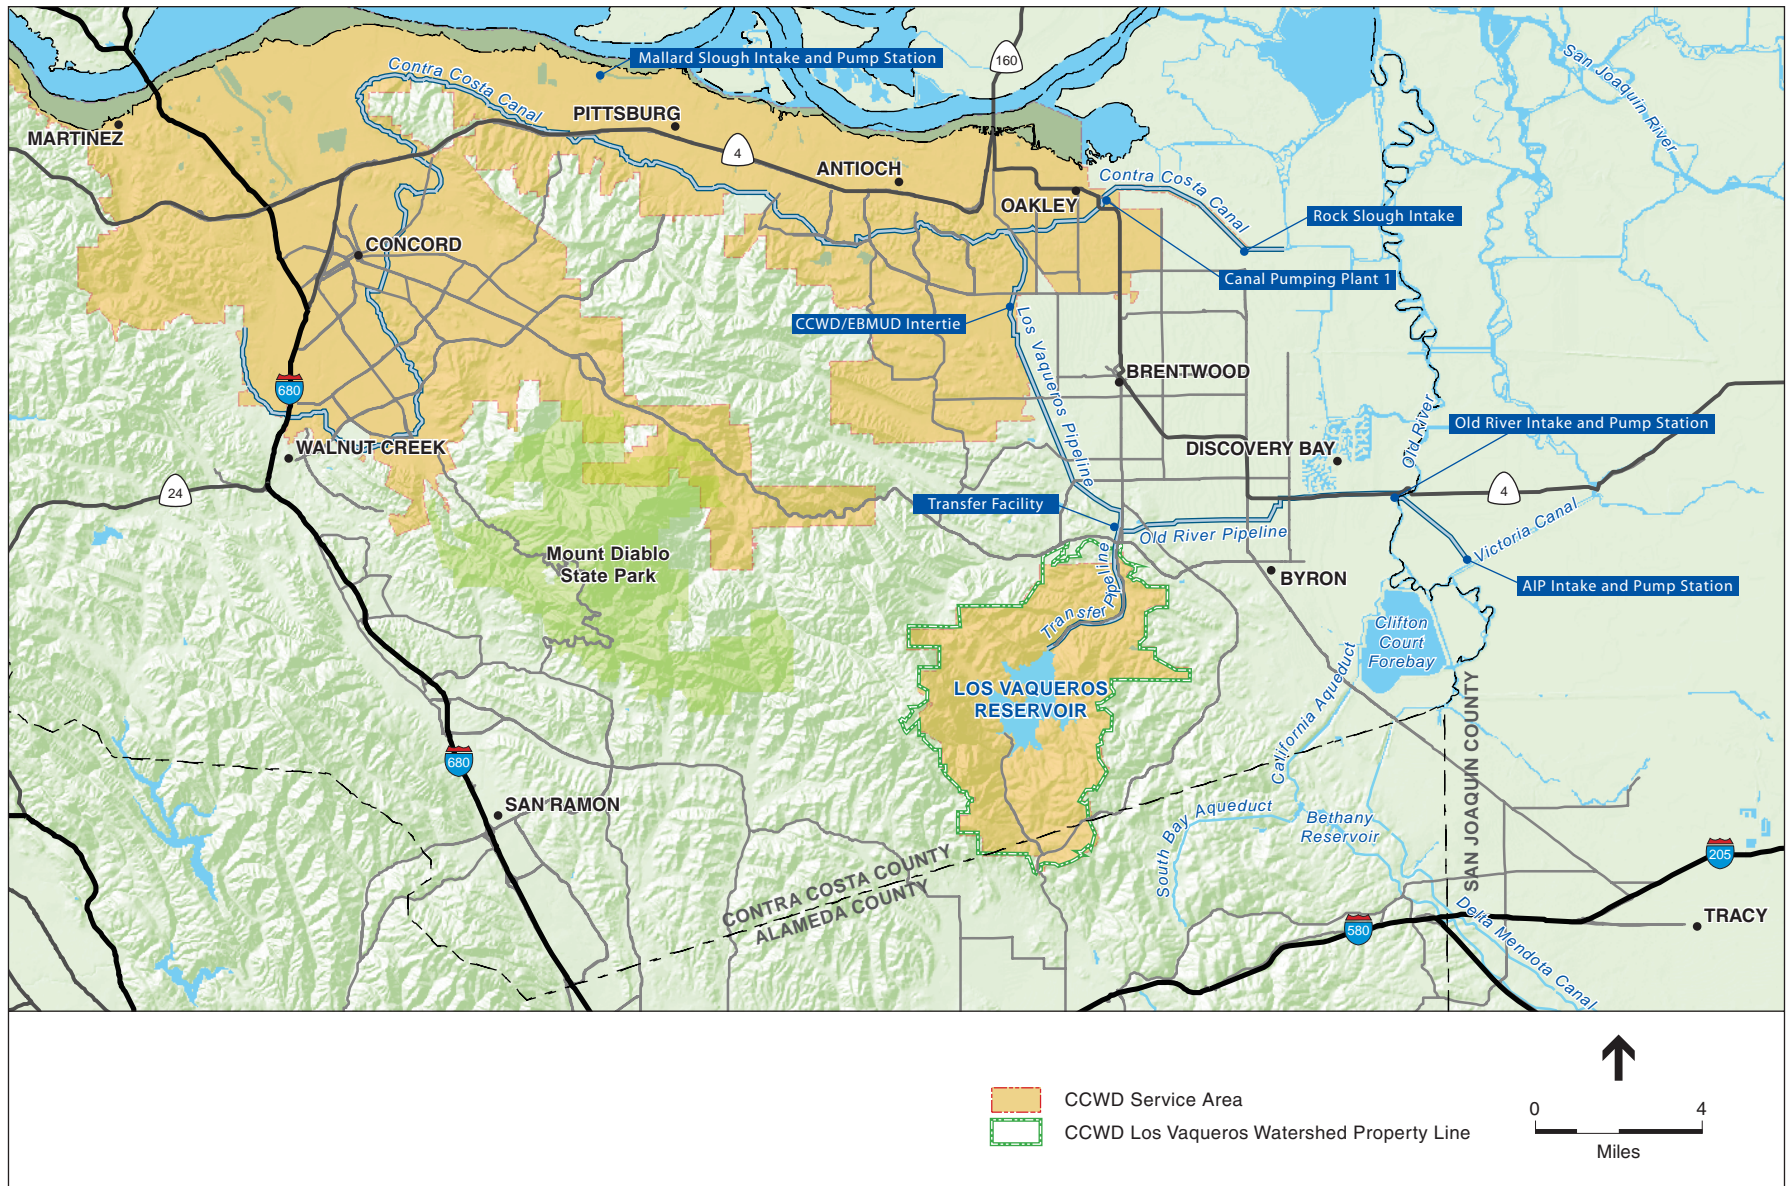 Mallard Slough Intake and Pump Station
160
San Joaquin River
Contra Costa Canal
PITTSBURG
MARTINEZ
4
ANTIOCH
Contra Costa Canal
OAKLEY
Rock Slough Intake
CONCORD
Canal Pumping Plant 1
CCWD/EBMUD Intertie
Los Vaqueros Pipeline
BRENTWOOD
680
Old River
Old River Intake and Pump Station
WALNUT CREEK
DISCOVERY BAY
24
4
Transfer Facility
Old River Pipeline
Victoria Canal
Mount Diablo
State Park
BYRON
AIP Intake and Pump Station
Transfer Pipeline
Clifton
Court
Forebay
LOS VAQUEROS
RESERVOIR
California Aqueduct
SAN JOAQUIN COUNTY
680
SAN RAMON
South Bay Aqueduct
Bethany
Reservoir
205
CONTRA COSTA COUNTY
ALAMEDA COUNTY
580
Delta Mendota Canal
TRACY
CCWD Service Area
CCWD Los Vaqueros Watershed Property Line
0 4
Miles